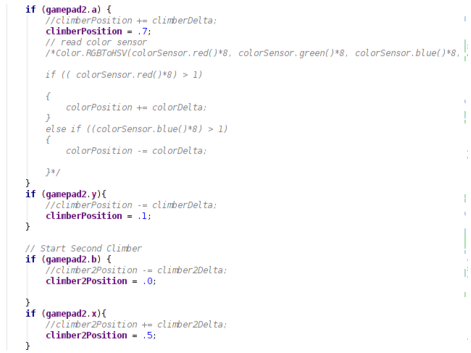 if (gamepad2.a) {
//climberPosition += climberDelta;
climberPosition = .7;
// read color sensor
/*Color.RGBToHSV(colorSensor.red()*8, colorSensor.green()*8, colorSensor.blue()*8,
if (( colorSensor.red()*8) > 1)
{
colorPosition += colorDelta;
}
else if ((colorSensor.blue()*8) > 1)
{
colorPosition -= colorDelta;
}*/
}
if (gamepad2.y){
//climberPosition -= climberDelta;
climberPosition = .1;
}
// Start Second Climber
if (gamepad2.b) {
//climber2Position -= climber2Delta;
climber2Position = .0;
}
if (gamepad2.x){
//climber2Position += climber2Delta;
climber2Position = .5;
}